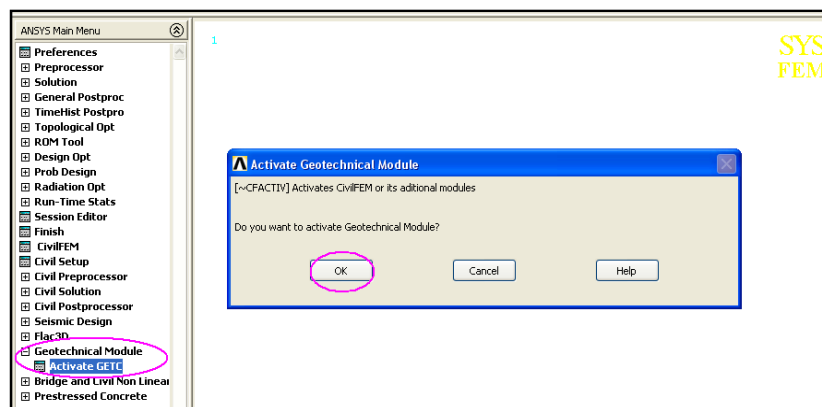 ANSYS Main Menu
Preferences
Preprocessor
Solution
General Postproc
TimeHist Postpro
Topological Opt
ROM Tool
Design Opt
Prob Design
Radiation Opt
Run-Time Stats
Session Editor
Finish
CivilFEM
Civil Setup
Civil Preprocessor
Civil Solution
Civil Postprocessor
Seismic Design
Flac3D
Geotechnical Module
Activate GETC
Bridge and Civil Non Linear
Prestressed Concrete
1
SYS
FEM
Activate Geotechnical Module
[~CFACTIV] Activates CivilFEM or its aditional modules
Do you want to activate Geotechnical Module?
OK Cancel Help